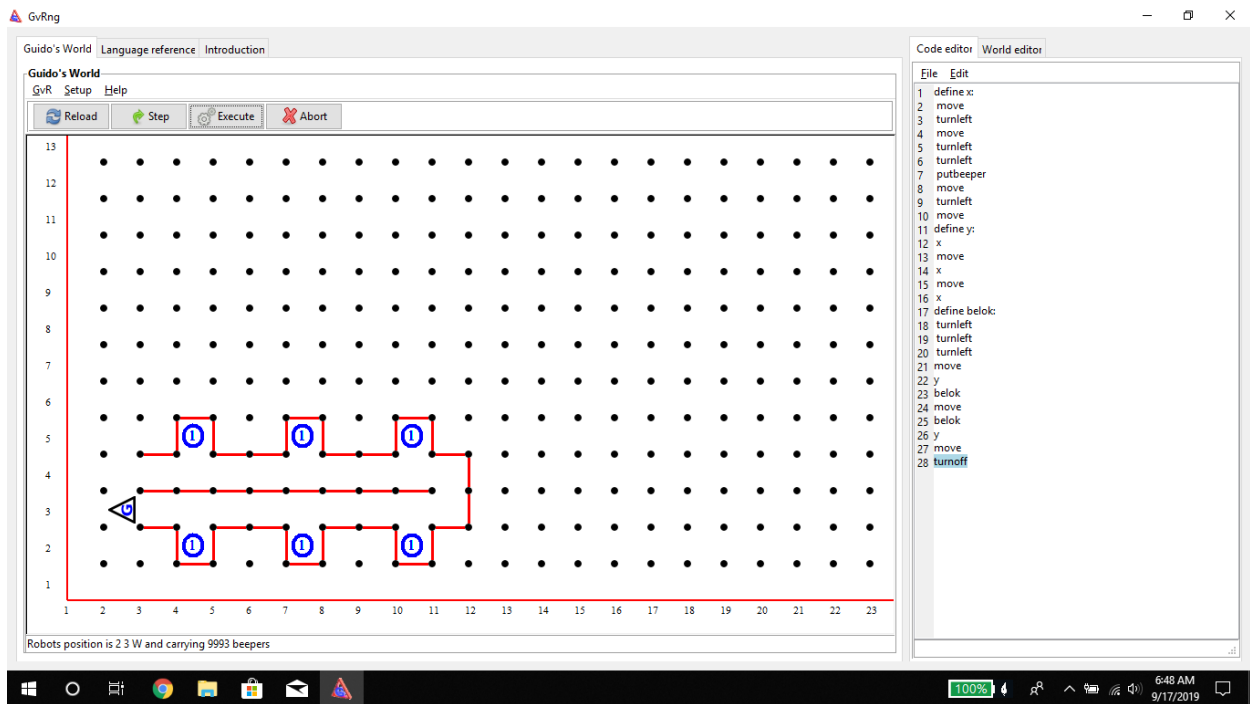 GvRng
Guido's World Language reference Introduction
Guido's World
GvR Setup Help
Reload Step Execute Abort
13
12
11
10
9
8
7
6
5
4
3
2
1
1 1 1
G
1 1 1
1 2 3 4 5 6 7 8 9 10 11 12 13 14 15 16 17 18 19 20 21 22 23
Robots position is 2 3 W and carrying 9993 beepers
Code editor World editor
File Edit
1 define x:
2 move
3 turnleft
4 move
5 turnleft
6 turnleft
7 putbeeper
8 move
9 turnleft
10 move
11 define y:
12 x
13 move
14 x
15 move
16 x
17 define belok:
18 turnleft
19 turnleft
20 turnleft
21 move
22 y
23 belok
24 move
25 belok
26 y
27 move
28 turnoff
100%
6:48 AM
9/17/2019